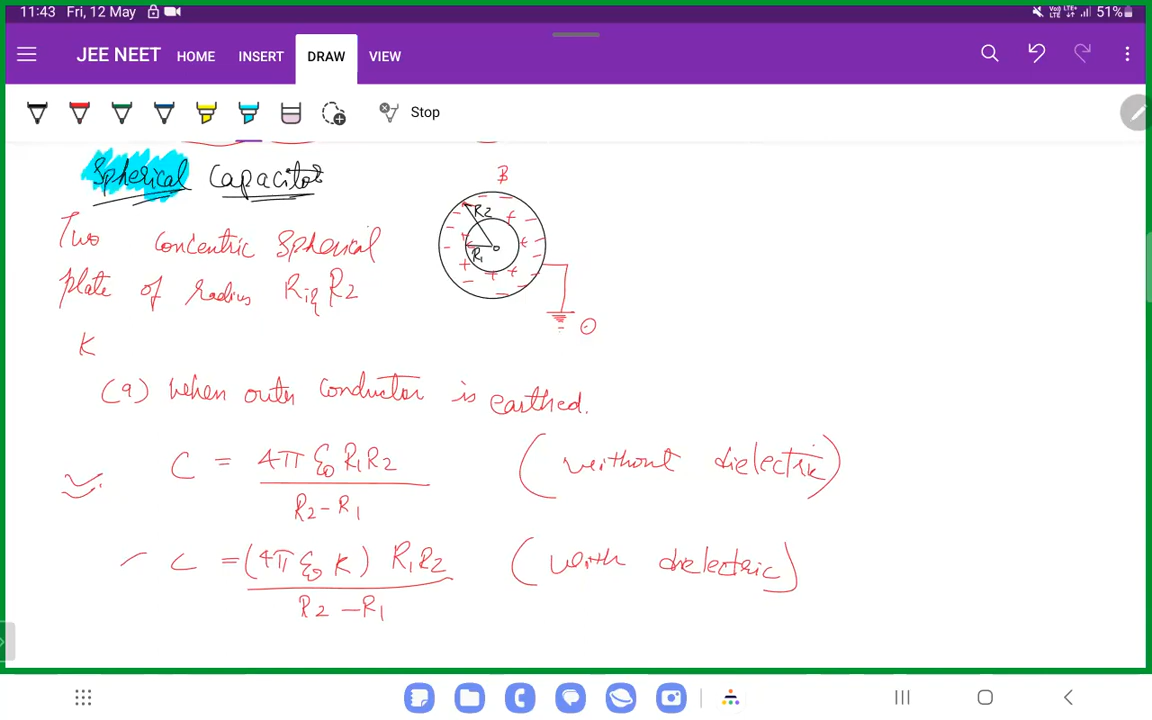 11:43 Fri, 12 May 51%
JEE NEET HOME INSERT DRAW VIEW
Stop
Spherical Capacitor
B
R2
R1 o
Two concentric spherical
plate of radius R1 & R2
0
K
(a) When outer conductor is earthed.
C = 4π ε0 R1R2 / R2 – R1 (without dielectric)
C = (4π ε0 K) R1R2 / R2 – R1 (with dielectric)